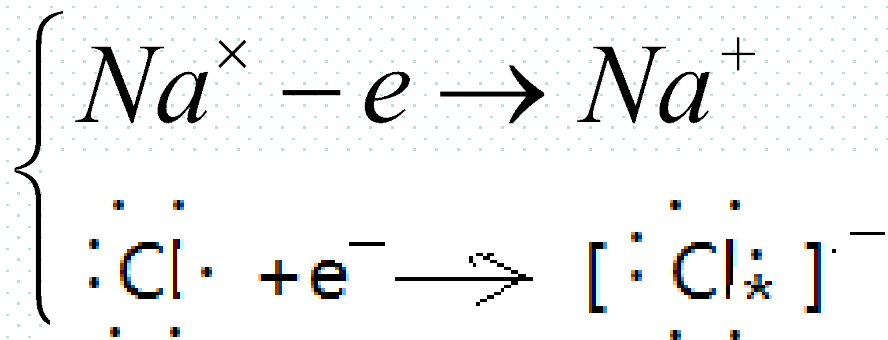 Na× − e → Na+
:Cl· + e− → [:Cl:*]·−